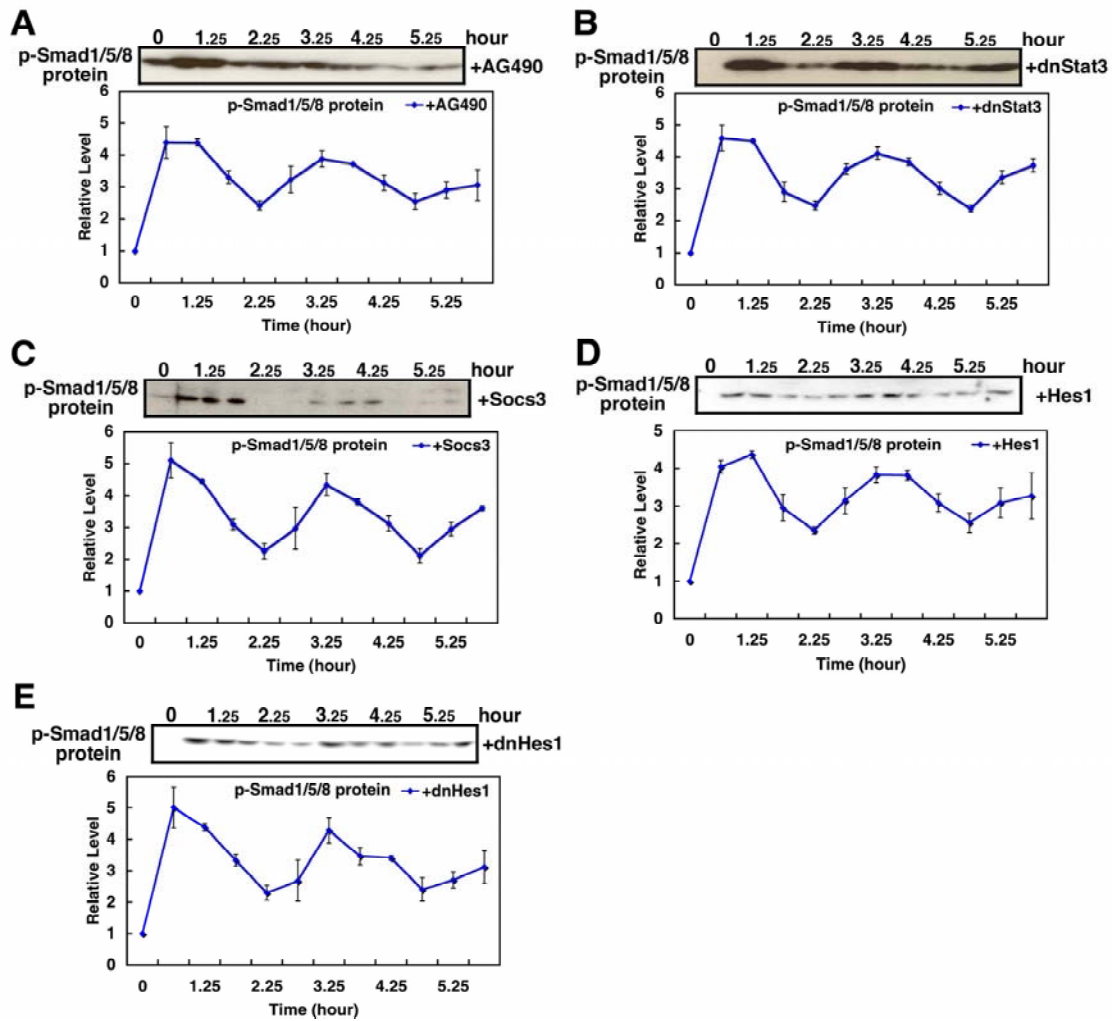 A
0 1.25 2.25 3.25 4.25 5.25 hour
p-Smad1/5/8
protein
+AG490
p-Smad1/5/8 protein +AG490
Relative Level
6
5
4
3
2
1
0
0 1.25 2.25 3.25 4.25 5.25
Time (hour)
B
0 1.25 2.25 3.25 4.25 5.25 hour
p-Smad1/5/8
protein
+dnStat3
p-Smad1/5/8 protein +dnStat3
Relative Level
6
5
4
3
2
1
0
0 1.25 2.25 3.25 4.25 5.25
Time (hour)
C
0 1.25 2.25 3.25 4.25 5.25 hour
p-Smad1/5/8
protein
+Socs3
p-Smad1/5/8 protein +Socs3
Relative Level
6
5
4
3
2
1
0
0 1.25 2.25 3.25 4.25 5.25
Time (hour)
D
0 1.25 2.25 3.25 4.25 5.25 hour
p-Smad1/5/8
protein
+Hes1
p-Smad1/5/8 protein +Hes1
Relative Level
5
4
3
2
1
0
0 1.25 2.25 3.25 4.25 5.25
Time (hour)
E
0 1.25 2.25 3.25 4.25 5.25 hour
p-Smad1/5/8
protein
+dnHes1
p-Smad1/5/8 protein +dnHes1
Relative Level
6
5
4
3
2
1
0
0 1.25 2.25 3.25 4.25 5.25
Time (hour)